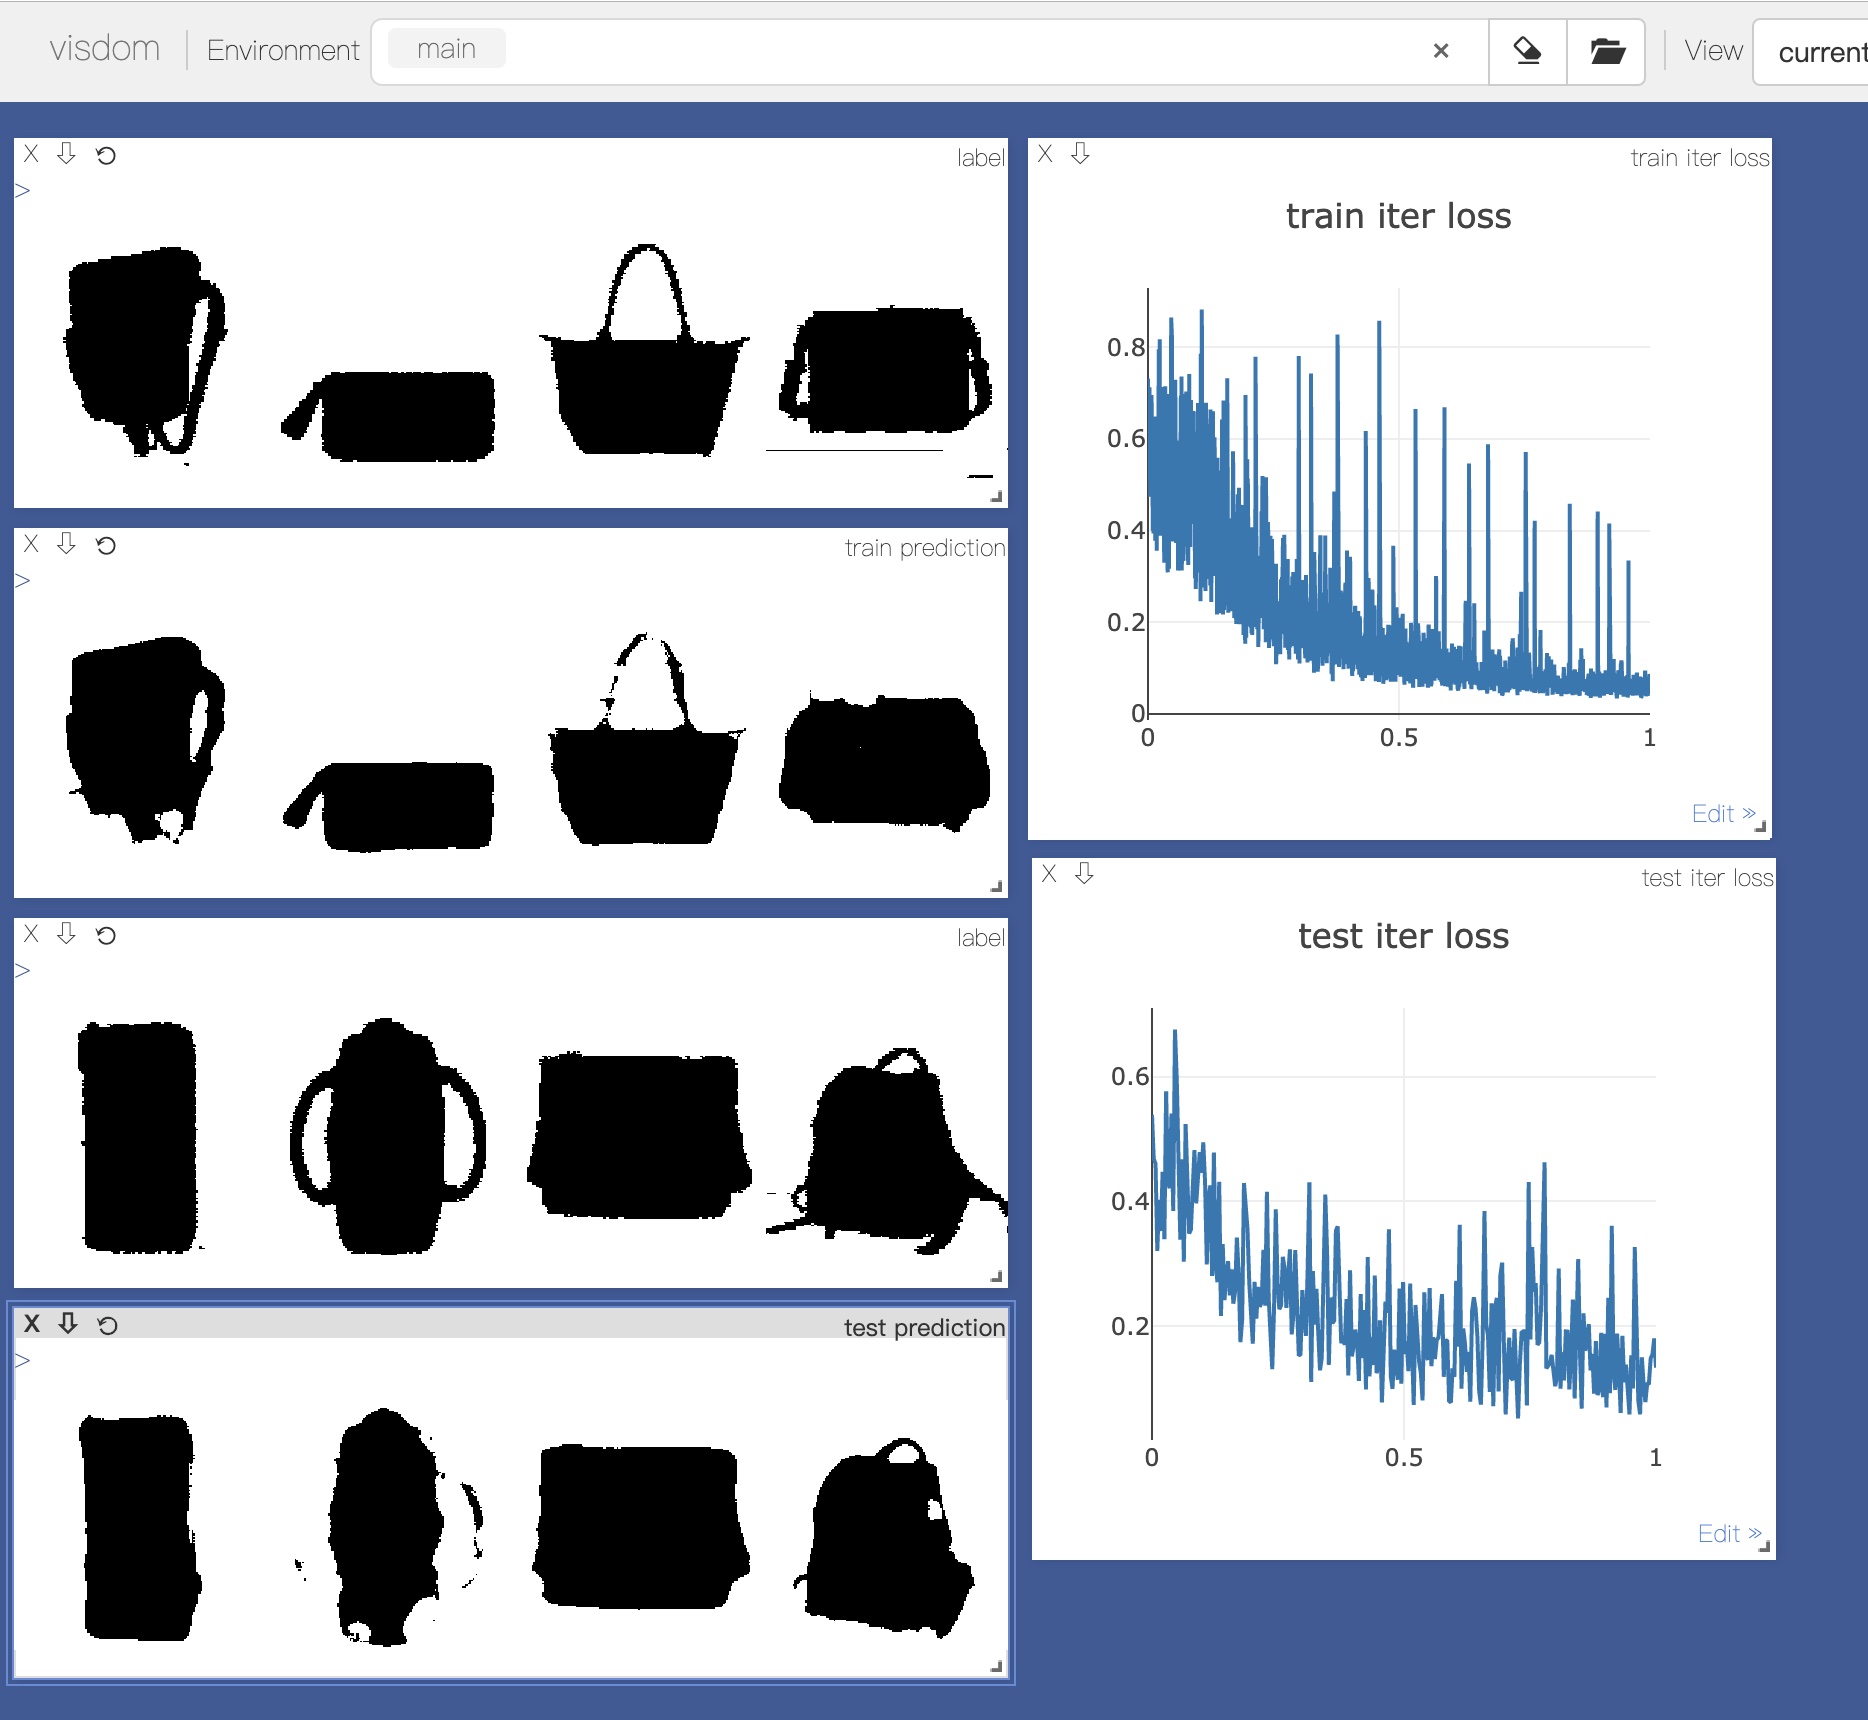 visdom Environment main × View current
X label
>
X train prediction
>
X label
>
X test prediction
>
X train iter loss
train iter loss
0.8
0.6
0.4
0.2
0
0 0.5 1
Edit >>
X test iter loss
test iter loss
0.6
0.4
0.2
0 0.5 1
Edit >>